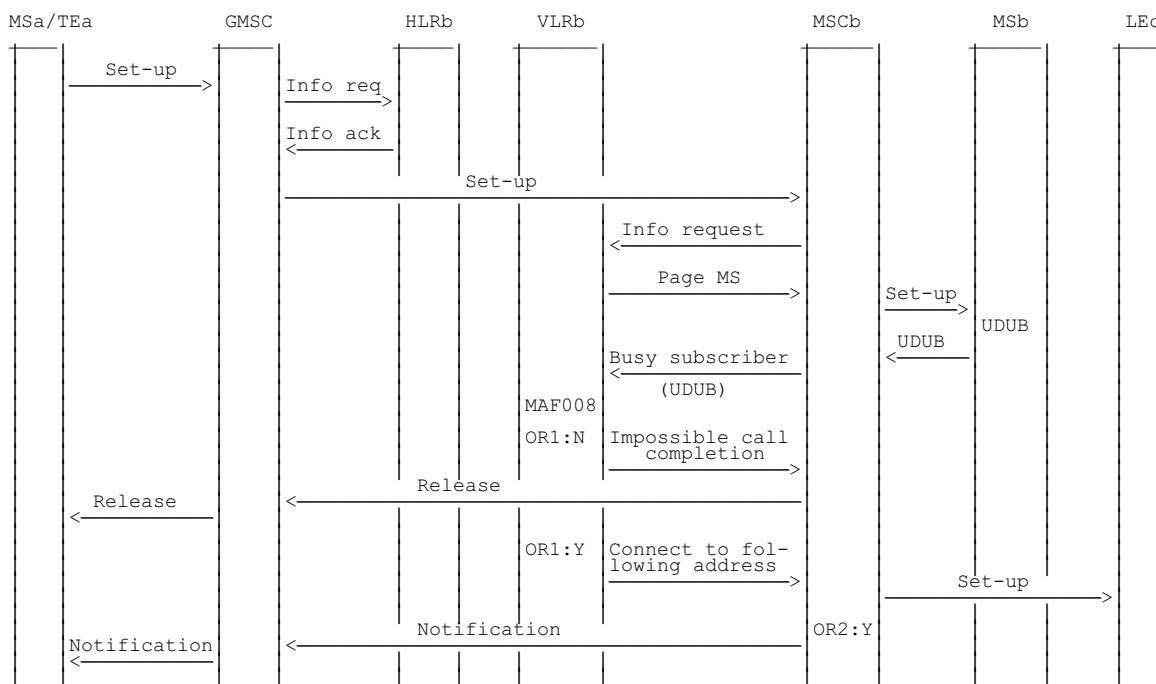 MSa/TEa GMSC HLRb VLRb MSCb MSb LEc
Set-up
Info req
Info ack
Set-up
Info request
Page MS
Set-up
UDUB
UDUB
Busy subscriber
(UDUB)
MAF008
OR1:N Impossible call
completion
Release
Release
OR1:Y Connect to fol-
lowing address
Set-up
Notification OR2:Y
Notification